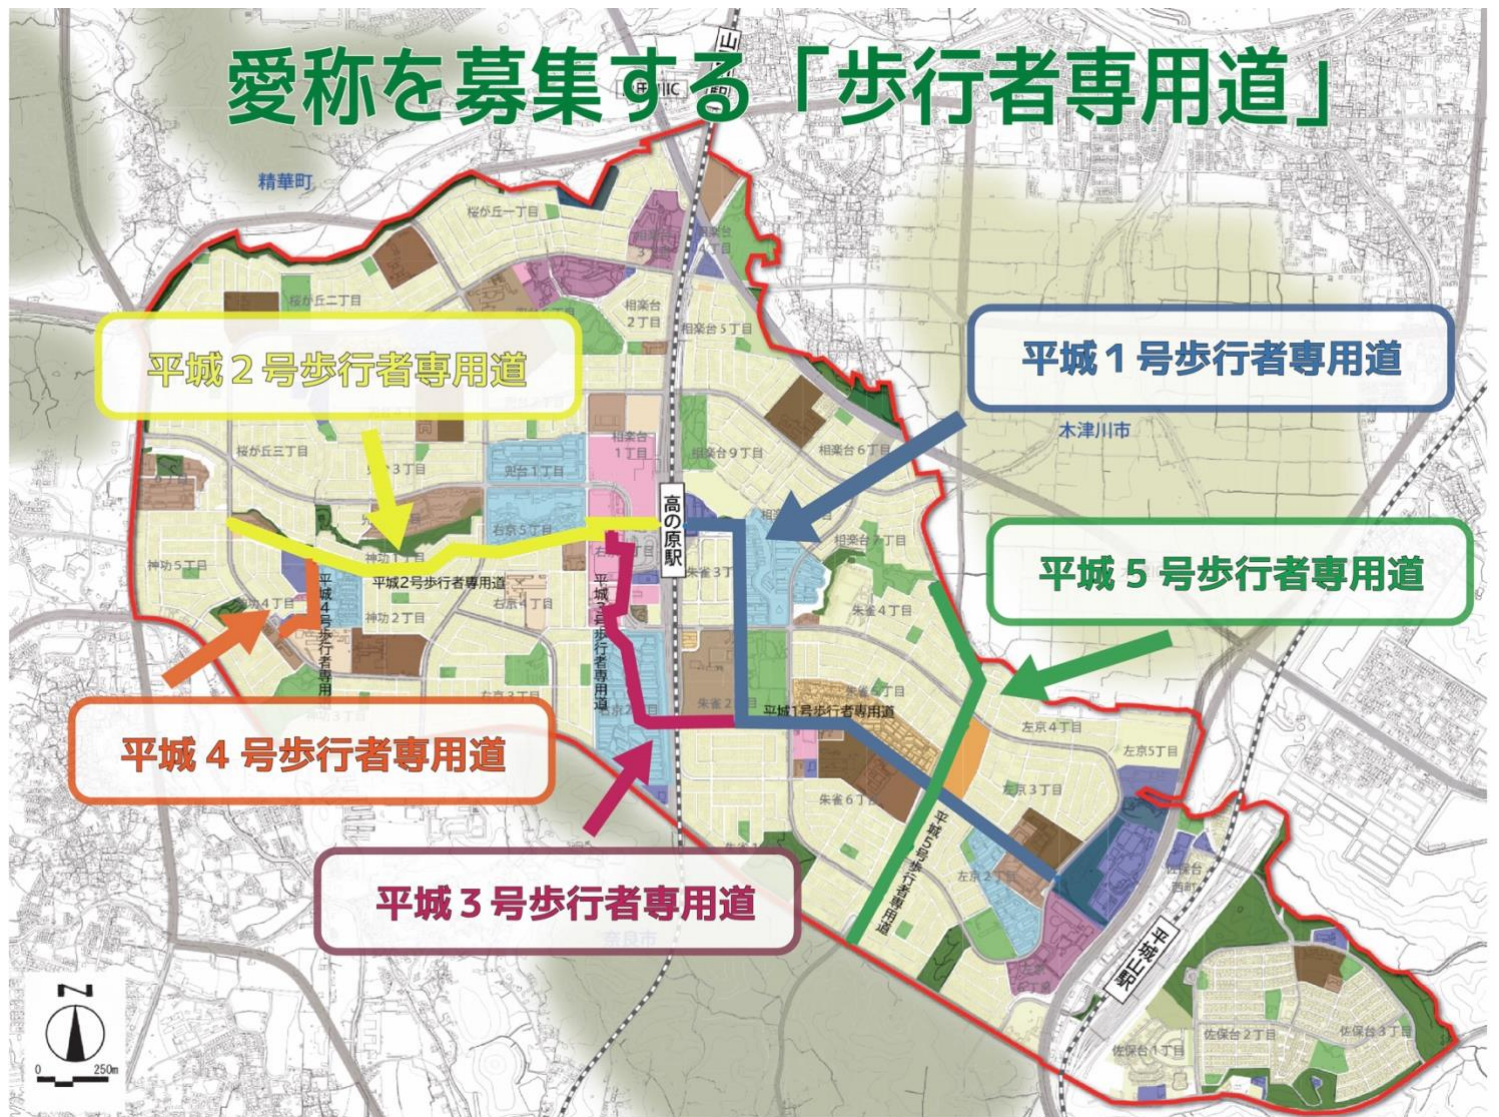 愛称を募集する「歩行者専用道」
精華町
桜が丘一丁目
桜が丘二丁目
相楽台
2丁目
相楽台5丁目
平城2号歩行者専用道
平城1号歩行者専用道
木津川市
桜が丘三丁目
相楽台
1丁目
相楽台9丁目
相楽台6丁目
兜台1丁目
高の原駅
右京5丁目
相楽台7丁目
神功5丁目
神功1丁目
平城2号歩行者専用道
朱雀3丁
平城5号歩行者専用道
神功4丁目
神功2丁目
右京4丁目
朱雀4丁目
平城4号歩行者専用道
平城3号歩行者専用道
右京3丁目
朱雀5丁目
朱雀2
平城1号歩行者専用道
左京4丁目
左京5丁目
平城4号歩行者専用道
左京3丁目
朱雀6丁目
平城5号歩行者専用道
左京2丁目
佐保台
西町
平城3号歩行者専用道
奈良市
平城山駅
佐保台1丁目
佐保台2丁目
佐保台3丁目
N
0 250m